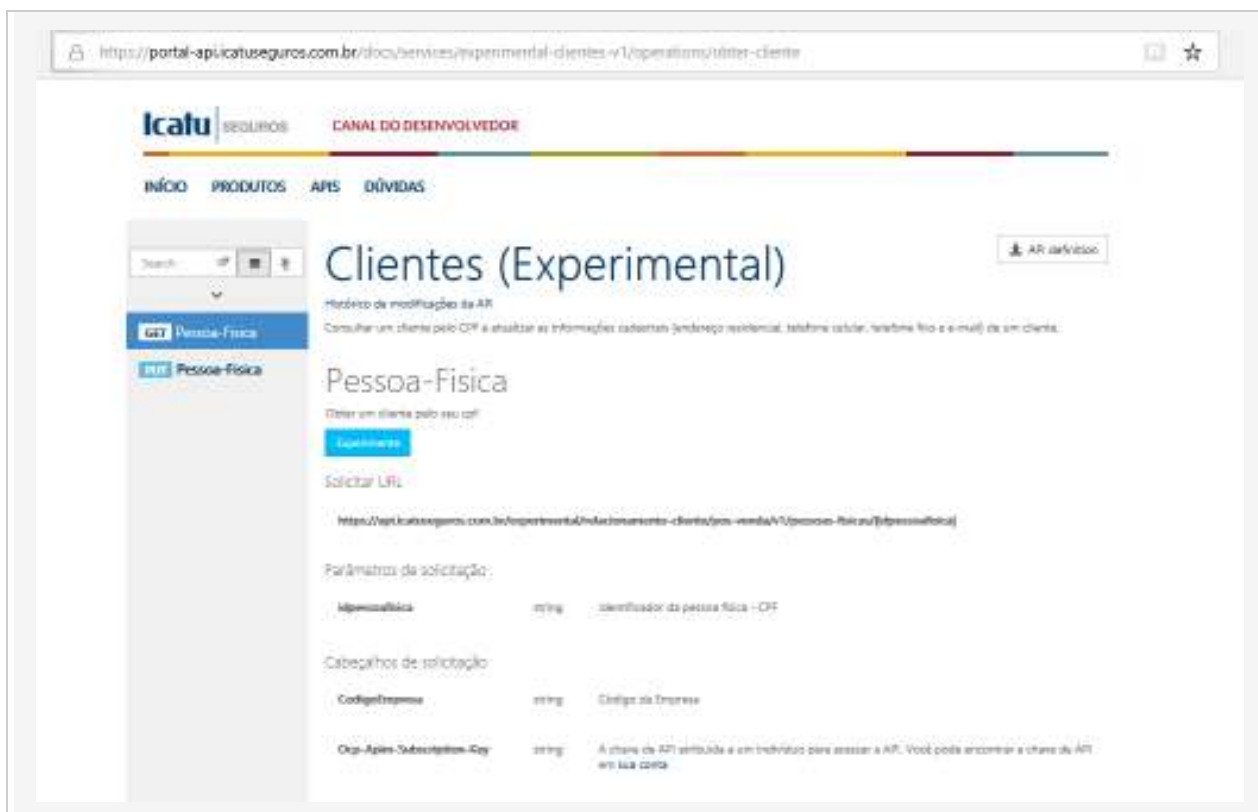 https://portal-api.icatuseguros.com.br/docs/services/experimental-clientes-v1/operations/obter-cliente
Icatu SEGUROS CANAL DO DESENVOLVEDOR
INÍCIO PRODUTOS APIS DÚVIDAS
Search
Clientes (Experimental)
API definition
Histórico de modificações da API
Consultar um cliente pelo CPF e atualizar as informações cadastrais (endereço residencial, telefone celular, telefone fixo e e-mail) de um cliente.
GET Pessoa-Fisica
PUT Pessoa-Fisica
Pessoa-Fisica
Obter um cliente pelo seu cpf
Experimente
Solicitar URL
https://api.icatuseguros.com.br/experimental/relacionamento-cliente/pos-venda/v1/pessoas-fisicas/{idpessoafisica}
Parâmetros de solicitação
idpessoafisica string Identificador da pessoa física - CPF
Cabeçalhos de solicitação
CodigoEmpresa string Código da Empresa
Ocp-Apim-Subscription-Key string A chave de API atribuída a um indivíduo para acessar a API. Você pode encontrar a chave de API
em sua conta